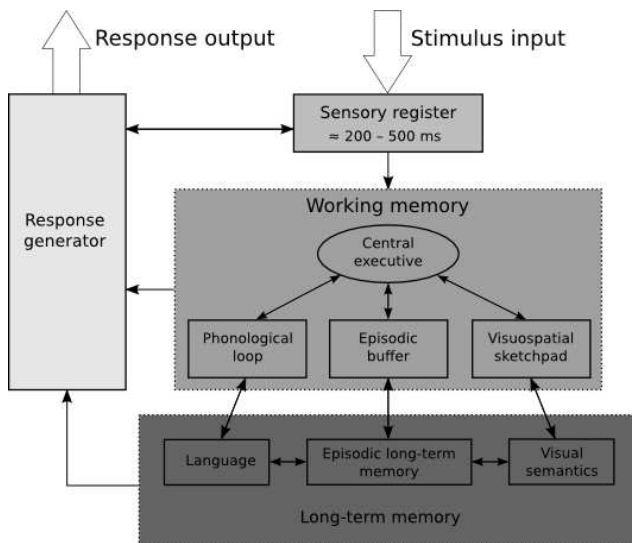 Response output
Stimulus input
Sensory register
≈ 200 – 500 ms
Response
generator
Working memory
Central
executive
Phonological
loop
Episodic
buffer
Visuospatial
sketchpad
Language
Episodic long-term
memory
Visual
semantics
Long-term memory